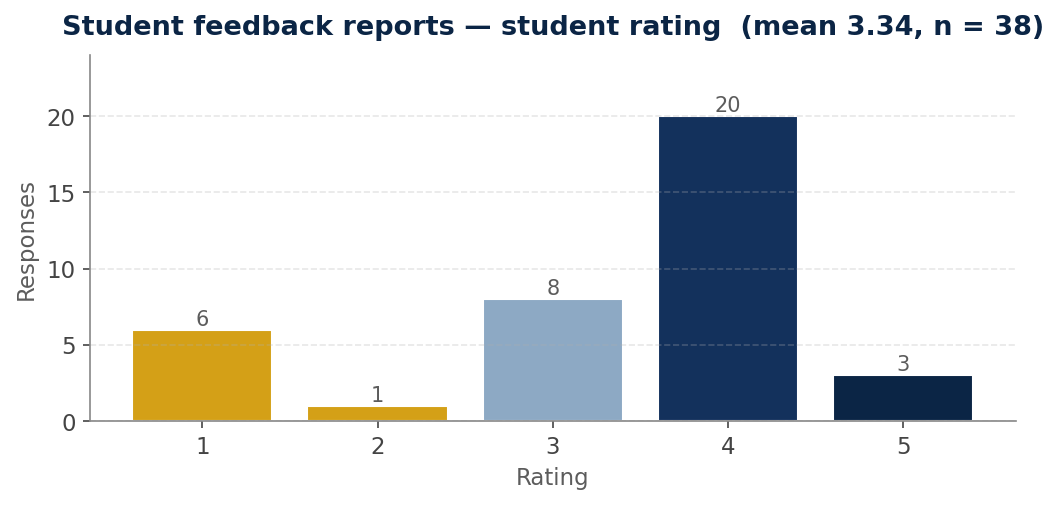 Student feedback reports — student rating (mean 3.34, n = 38)
Responses
20
15
10
5
0
6
1
8
20
3
1 2 3 4 5
Rating